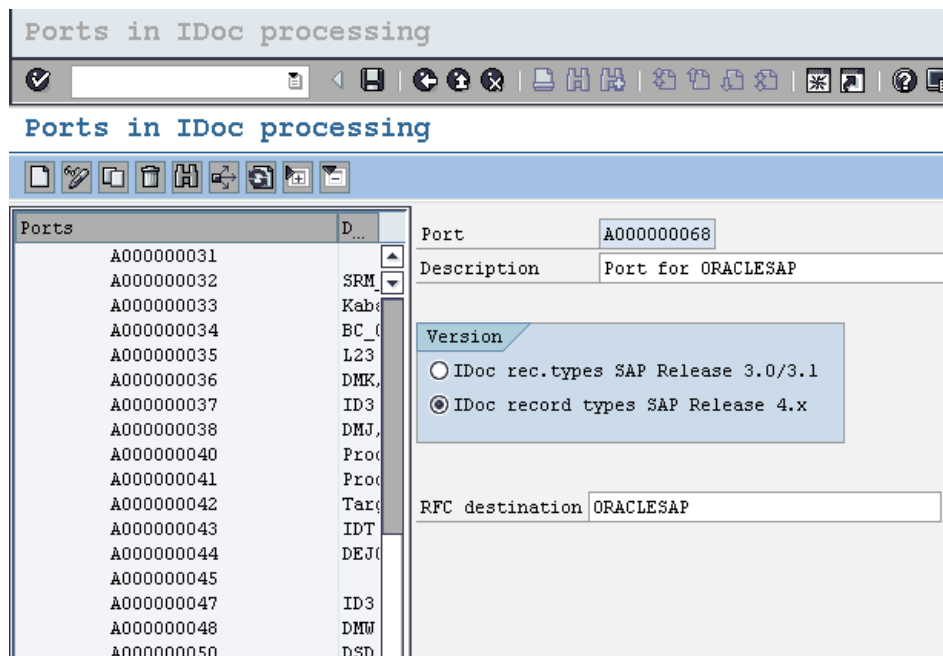 Ports in IDoc processing
Ports in IDoc processing
Ports D...
A000000031
A000000032 SRM_
A000000033
A000000034
A000000035 L23
A000000036 DMK,
A000000037 ID3
A000000038 DMJ,
A000000040
A000000041
A000000042
A000000043 IDT
A000000044
A000000045
A000000047 ID3
A000000048 DMW
A000000050 DSD
Port A000000068
Description Port for ORACLESAP
Version
IDoc rec.types SAP Release 3.0/3.1
IDoc record types SAP Release 4.x
RFC destination ORACLESAP